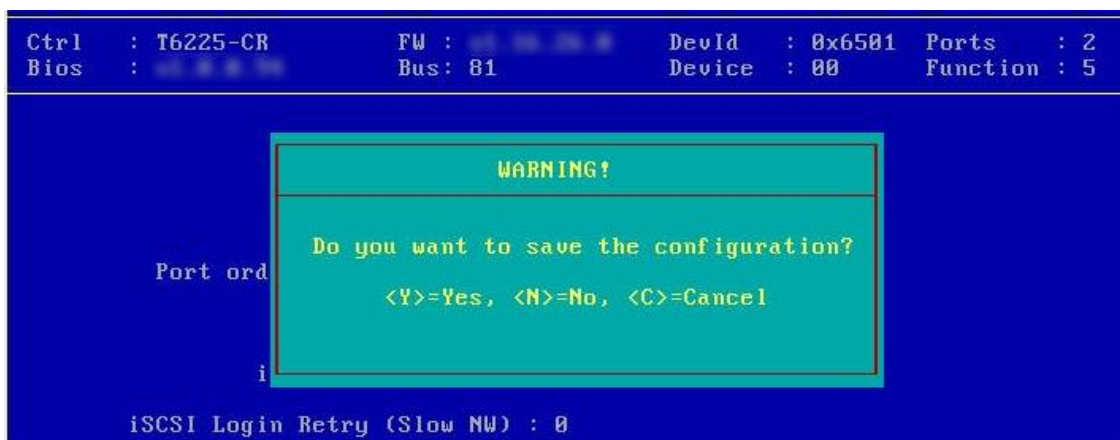 Ctrl : T6225-CR FW : DevId : 0x6501 Ports : 2
Bios : Bus: 81 Device : 00 Function : 5
WARNING!
Do you want to save the configuration?
Port ord
<Y>=Yes, <N>=No, <C>=Cancel
i
iSCSI Login Retry (Slow NW) : 0